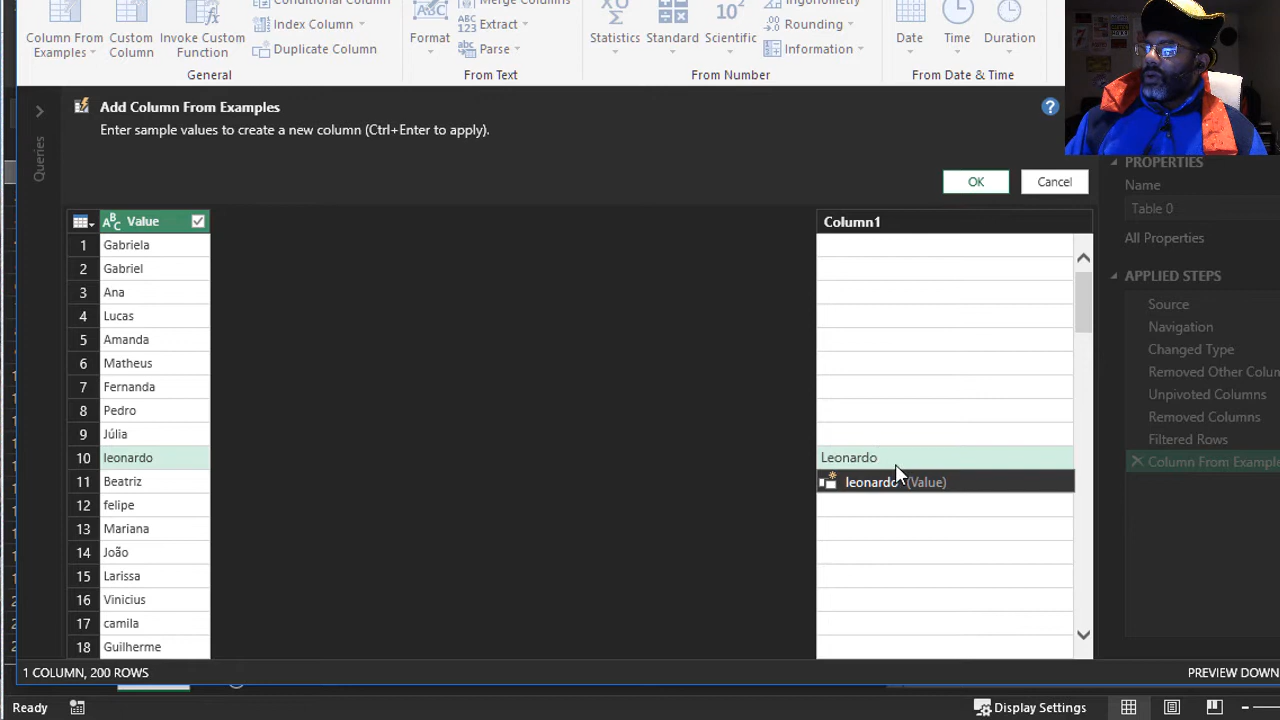 Conditional Column
Merge Columns
Trigonometry
Column From Examples
Custom Column
Invoke Custom Function
Index Column
Duplicate Column
General
Format
ABC 123 Extract
abc Parse
From Text
Statistics
Standard
10² Scientific
Rounding
Information
From Number
Date
Time
Duration
From Date & Time
Add Column From Examples
Enter sample values to create a new column (Ctrl+Enter to apply).
?
OK
Cancel
Queries
PROPERTIES
Name
Table 0
All Properties
APPLIED STEPS
Source
Navigation
Changed Type
Removed Other Colu
Unpivoted Columns
Removed Columns
Filtered Rows
Column From Example
ABC Value
Column1
1 Gabriela
2 Gabriel
3 Ana
4 Lucas
5 Amanda
6 Matheus
7 Fernanda
8 Pedro
9 Júlia
10 leonardo
Leonardo
11 Beatriz
leonardo (Value)
12 felipe
13 Mariana
14 João
15 Larissa
16 Vinicius
17 camila
18 Guilherme
1 COLUMN, 200 ROWS
PREVIEW DOWN
Ready
Display Settings